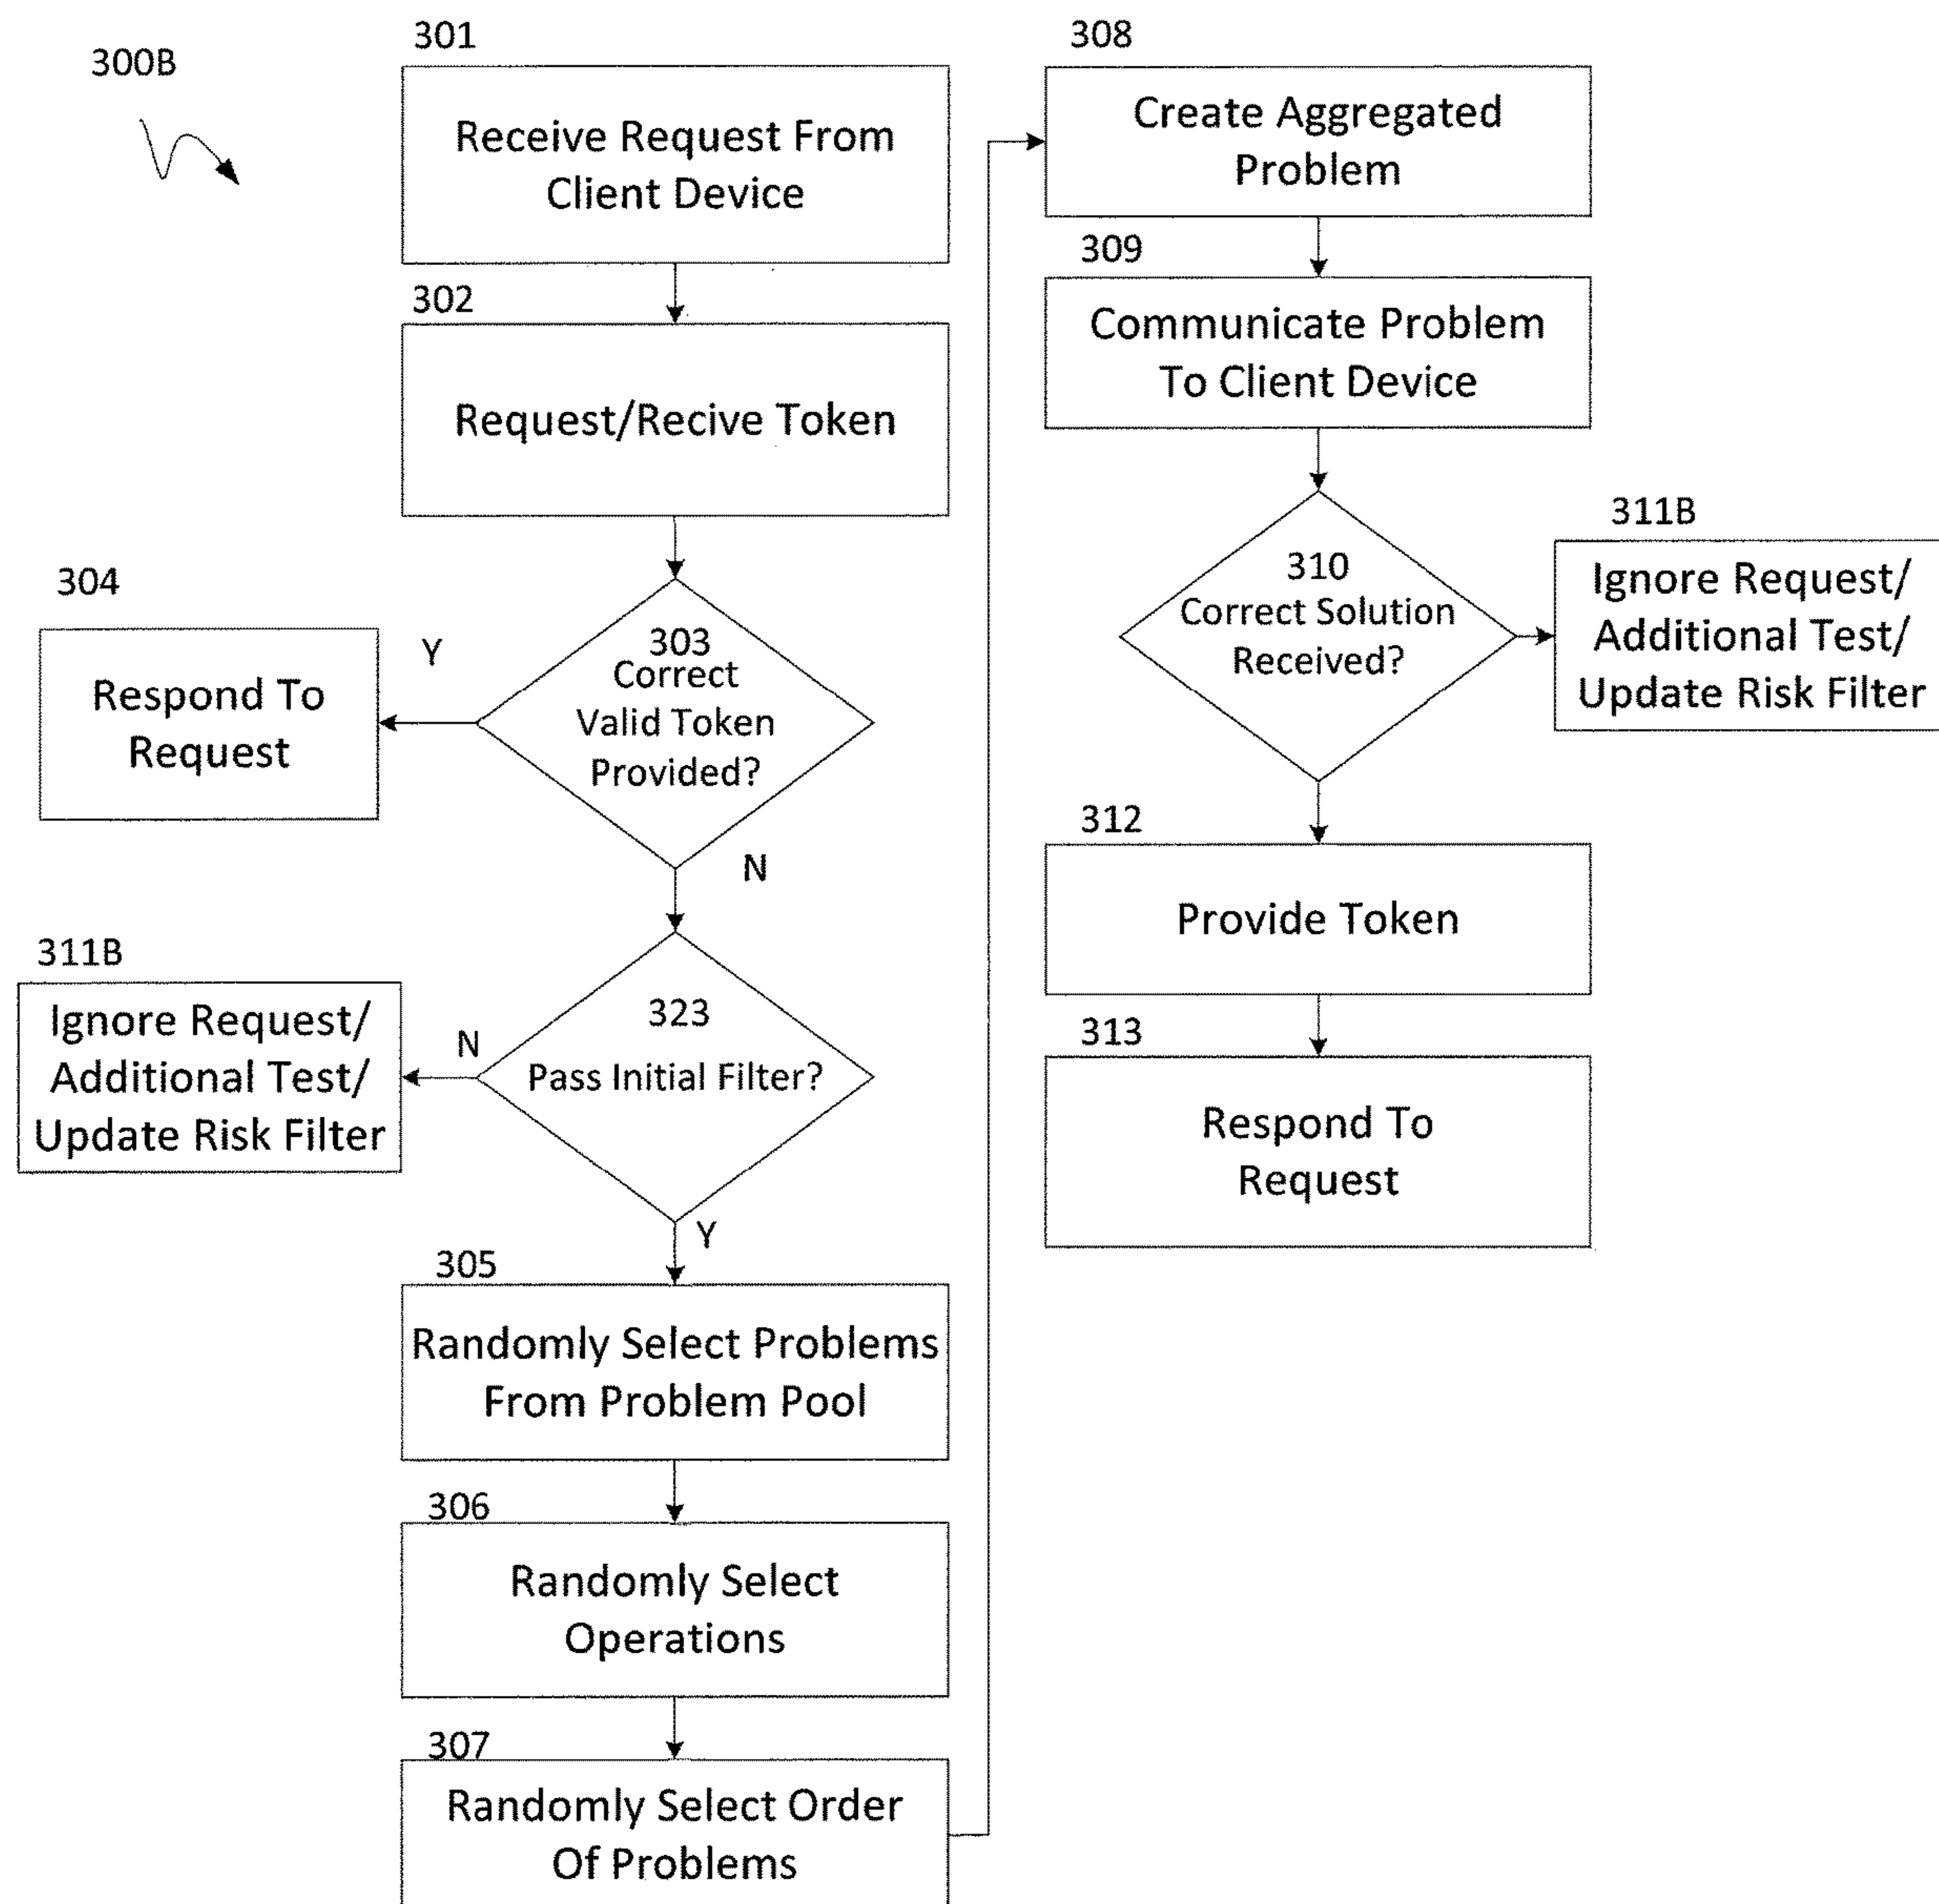 300B
301
Receive Request From
Client Device
302
Request/Recive Token
303
Correct
Valid Token
Provided?
Y
304
Respond To
Request
N
323
Pass Initial Filter?
N
311B
Ignore Request/
Additional Test/
Update Risk Filter
Y
305
Randomly Select Problems
From Problem Pool
306
Randomly Select
Operations
307
Randomly Select Order
Of Problems
308
Create Aggregated
Problem
309
Communicate Problem
To Client Device
310
Correct Solution
Received?
311B
Ignore Request/
Additional Test/
Update Risk Filter
312
Provide Token
313
Respond To
Request